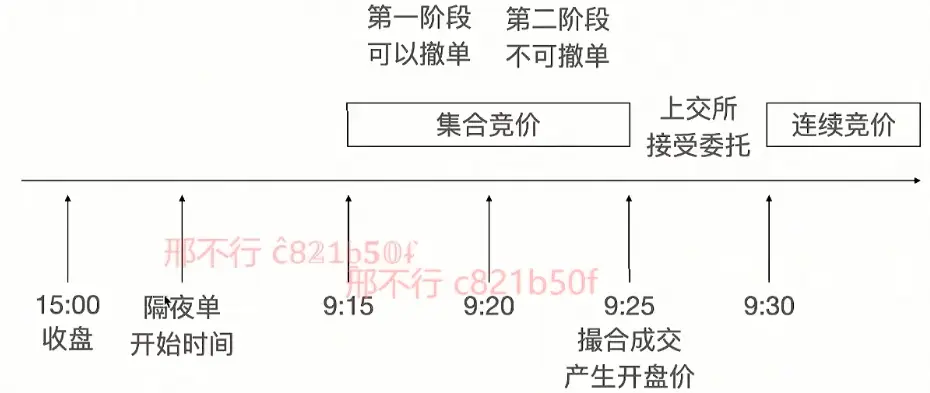 第一阶段
可以撤单
第二阶段
不可撤单
集合竞价
上交所
接受委托
连续竞价
邢不行 c821b50f
邢不行 c821b50f
15:00
收盘
隔夜单
开始时间
9:15
9:20
9:25
撮合成交
产生开盘价
9:30